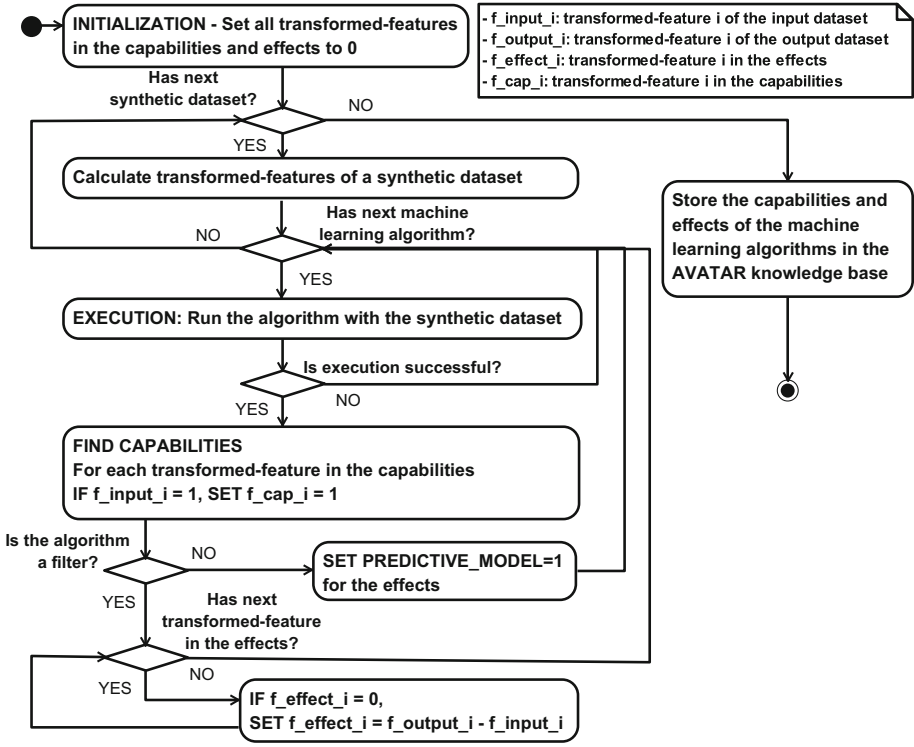 INITIALIZATION - Set all transformed-features
in the capabilities and effects to 0
- f_input_i: transformed-feature i of the input dataset
- f_output_i: transformed-feature i of the output dataset
- f_effect_i: transformed-feature i in the effects
- f_cap_i: transformed-feature i in the capabilities
Has next
synthetic dataset?
NO
YES
Calculate transformed-features of a synthetic dataset
Store the capabilities and
effects of the machine
learning algorithms in the
AVATAR knowledge base
Has next machine
learning algorithm?
NO
YES
EXECUTION: Run the algorithm with the synthetic dataset
Is execution successful?
YES
NO
FIND CAPABILITIES
For each transformed-feature in the capabilities
IF f_input_i = 1, SET f_cap_i = 1
Is the algorithm
a filter?
NO
SET PREDICTIVE_MODEL=1
for the effects
YES
Has next
transformed-feature
in the effects?
NO
YES
IF f_effect_i = 0,
SET f_effect_i = f_output_i - f_input_i